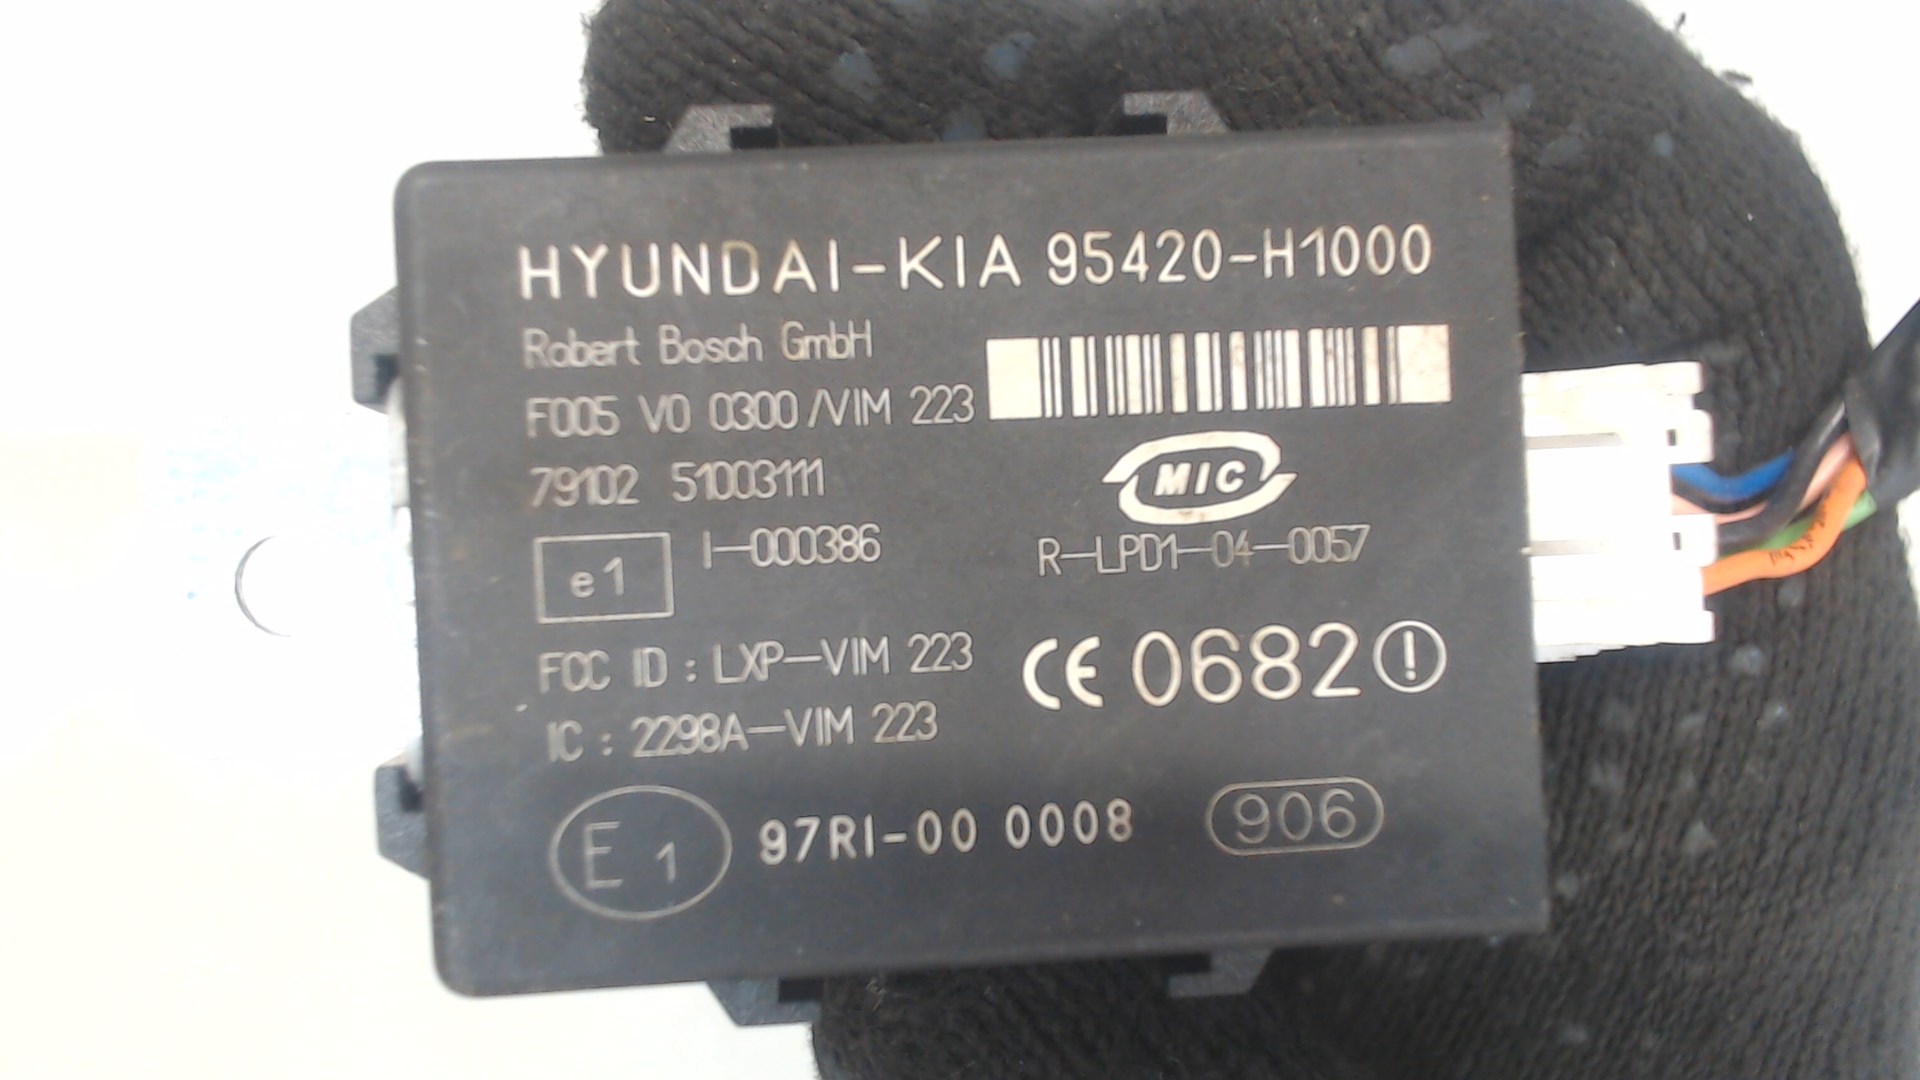 HYUNDAI-KIA 95420-H1000
Robert Bosch GmbH
F005 V0 0300/VIM 223
79102 51003111
MIC
e1 I-000386
R-LPD1-04-0057
FCC ID : LXP-VIM 223
CE 0682 !
IC : 2298A-VIM 223
E1 97RI-00 0008
906